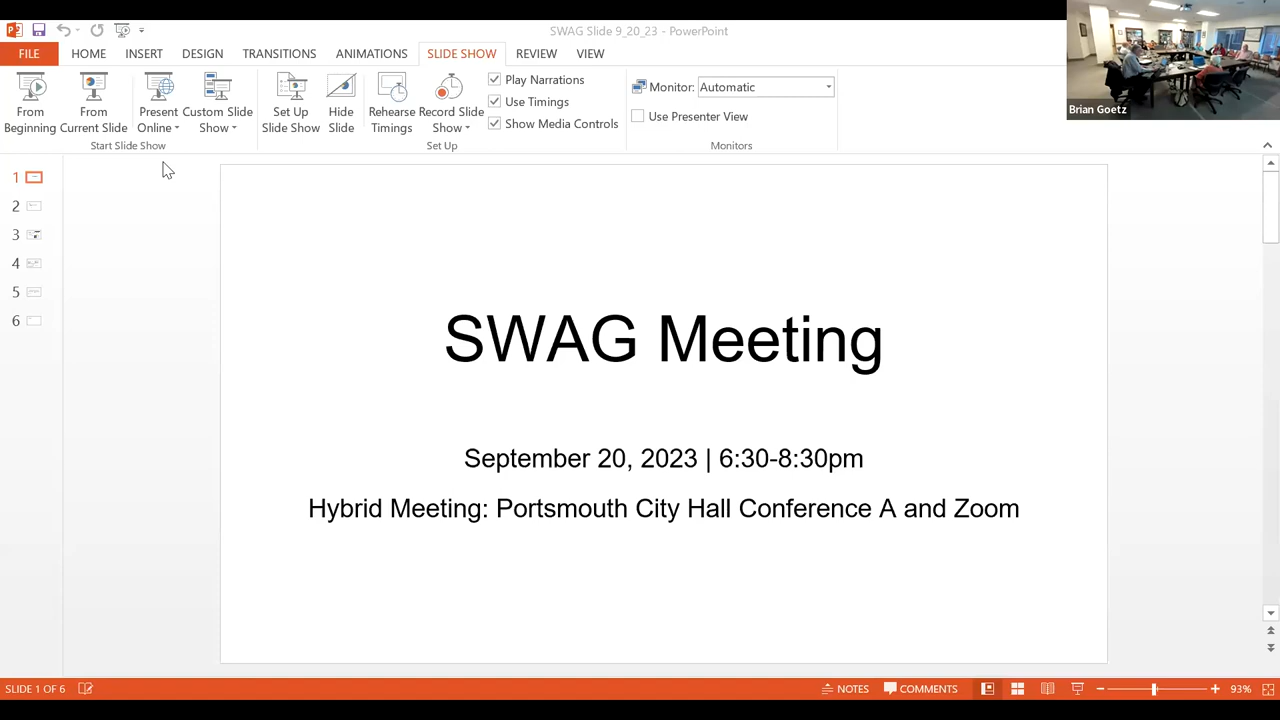 SWAG Slide 9_20_23 - PowerPoint
FILE HOME INSERT DESIGN TRANSITIONS ANIMATIONS SLIDE SHOW REVIEW VIEW
From Beginning
From Current Slide
Present Online
Custom Slide Show
Start Slide Show
Set Up Slide Show
Hide Slide
Rehearse Timings
Record Slide Show
Play Narrations
Use Timings
Show Media Controls
Set Up
Monitor: Automatic
Use Presenter View
Monitors
Brian Goetz
1
2
3
4
5
6
SWAG Meeting
September 20, 2023 | 6:30-8:30pm
Hybrid Meeting: Portsmouth City Hall Conference A and Zoom
SLIDE 1 OF 6 NOTES COMMENTS 93%